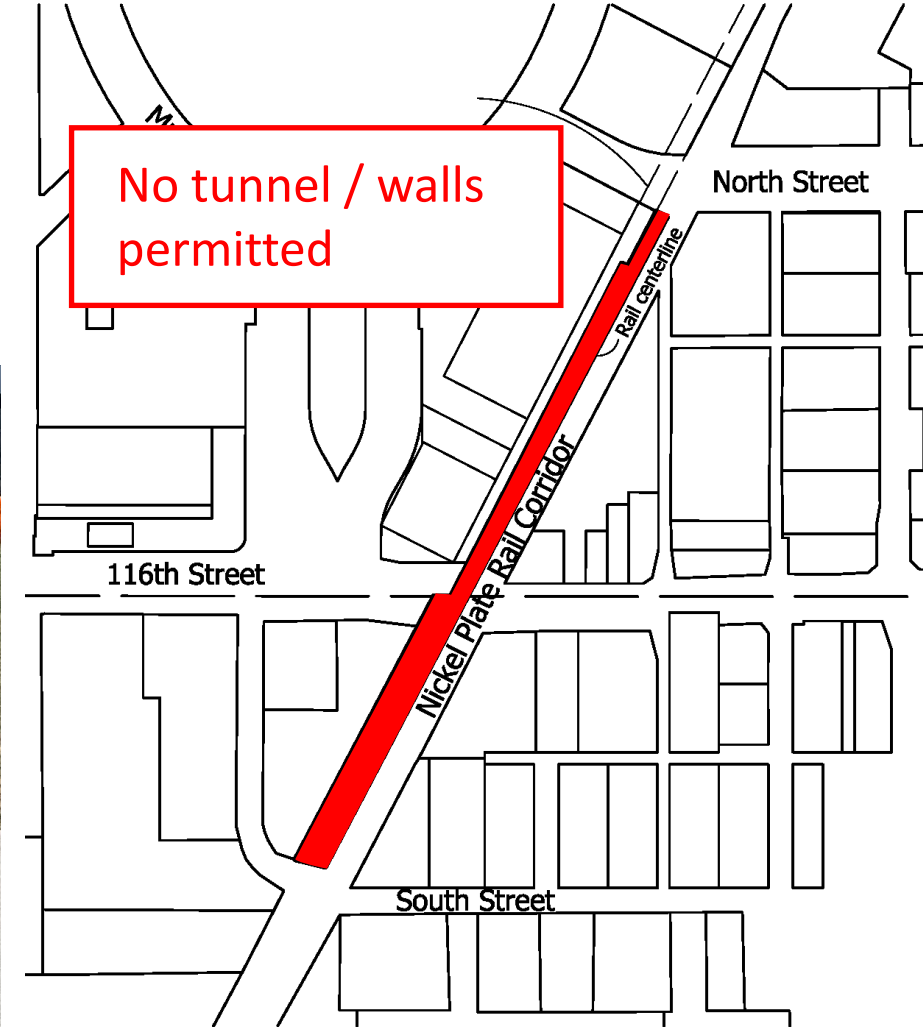 No tunnel / walls
permitted
North Street
Rail centerline
Nickel Plate Rail Corridor
116th Street
South Street